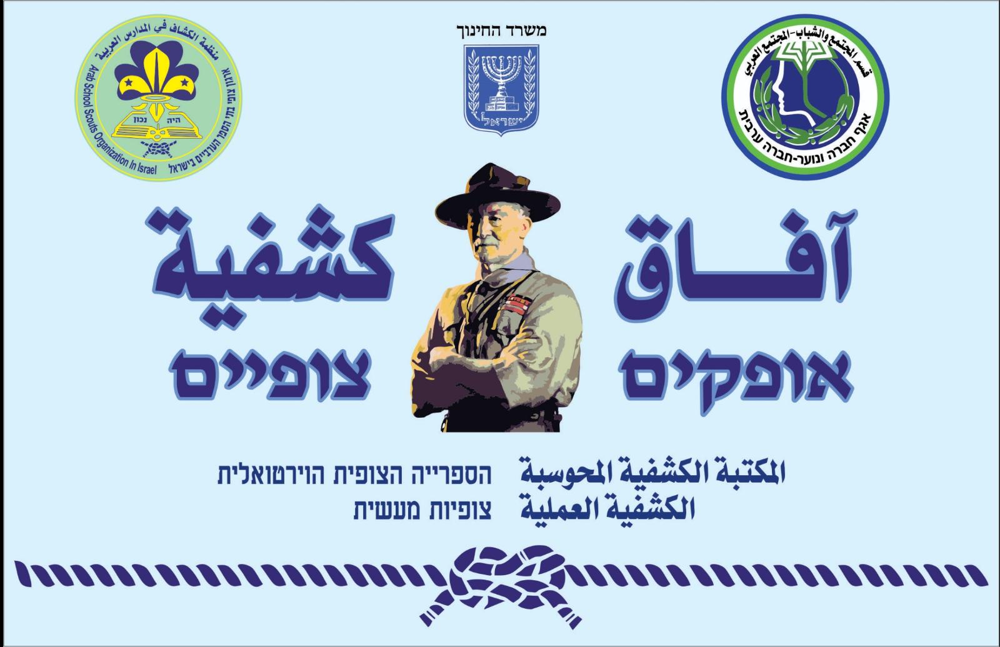 منظمة الكشاف في المدارس العربية
ארגון צופי בתי הספר הערביים בישראל
Arab School Scouts Organization In Israel
היה נכון
משרד החינוך
ישראל
قسم المجتمع والشباب-المجتمع العربي
אגף חברה ונוער-חברה ערבית
آفـــاق كشفية
אופקים צופיים
المكتبة الكشفية المحوسبة הספרייה הצופית הוירטואלית
الكشفية العملية צופיות מעשית